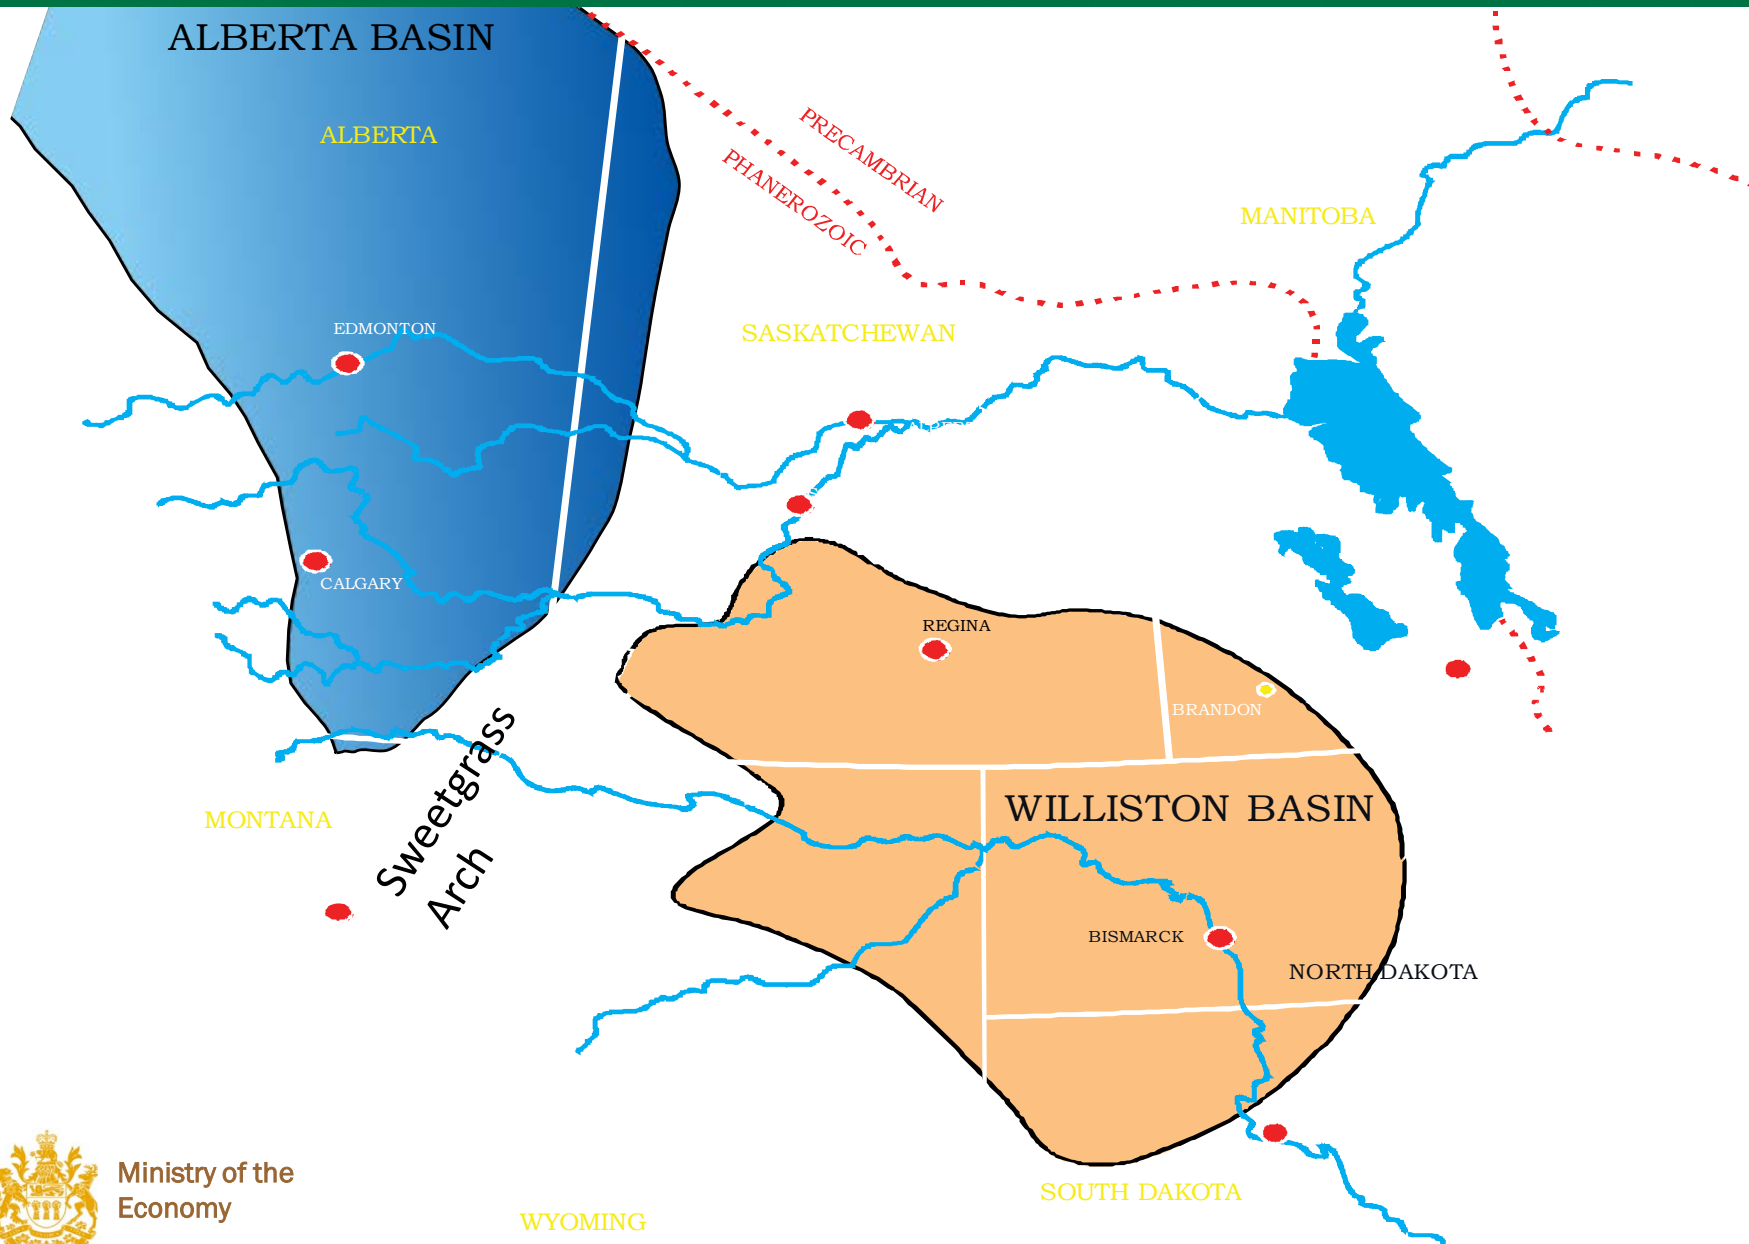 ALBERTA BASIN
ALBERTA
PRECAMBRIAN
PHANEROZOIC
MANITOBA
EDMONTON
SASKATCHEWAN
CALGARY
REGINA
BRANDON
Sweetgrass
Arch
WILLISTON BASIN
MONTANA
BISMARCK
NORTH DAKOTA
Ministry of the
Economy
SOUTH DAKOTA
WYOMING